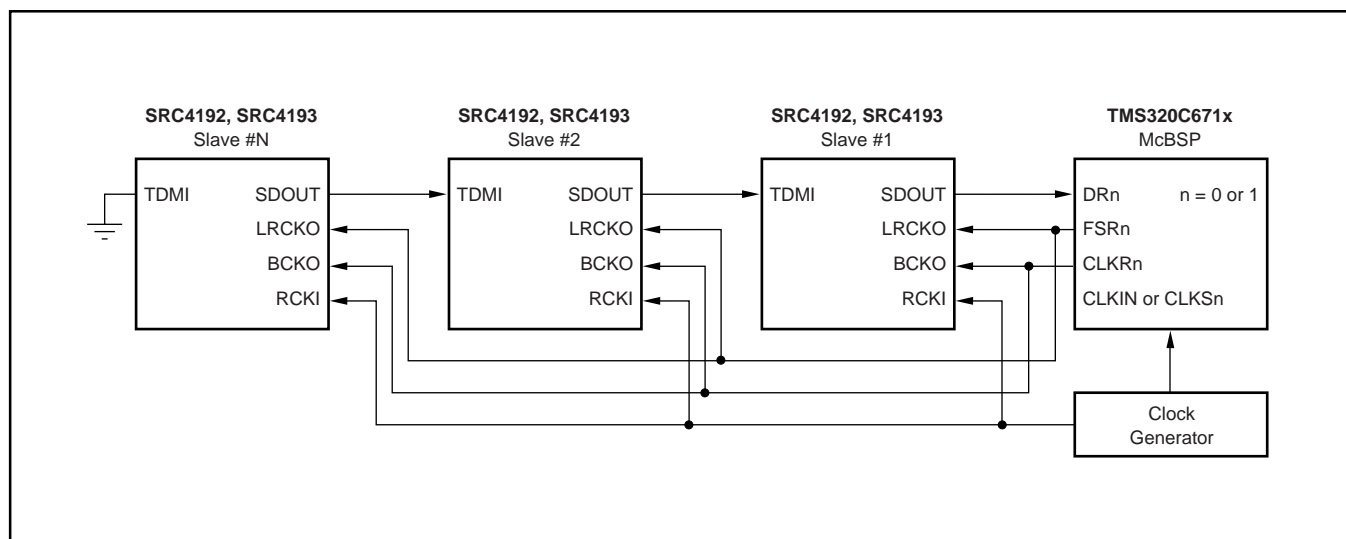 SRC4192, SRC4193
Slave #N
TDMI
SDOUT
LRCKO
BCKO
RCKI
SRC4192, SRC4193
Slave #2
TDMI
SDOUT
LRCKO
BCKO
RCKI
SRC4192, SRC4193
Slave #1
TDMI
SDOUT
LRCKO
BCKO
RCKI
TMS320C671x
McBSP
DRn
n = 0 or 1
FSRn
CLKRn
CLKIN or CLKSn
Clock
Generator